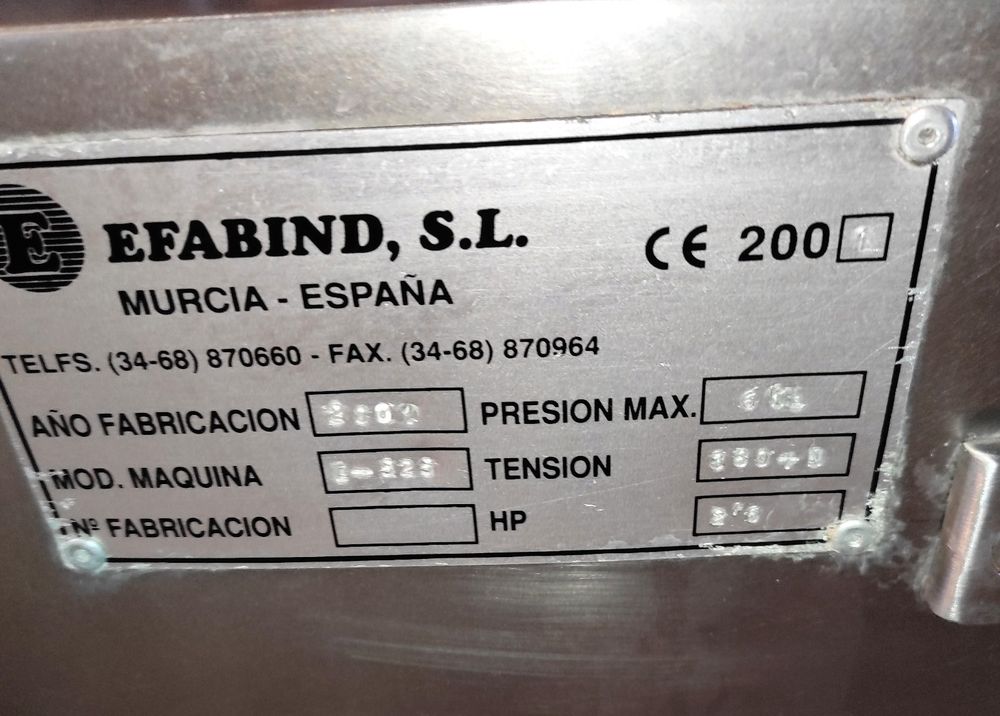 E EFABIND, S.L.
CE 200
MURCIA - ESPAÑA
TELFS. (34-68) 870660 - FAX. (34-68) 870964
AÑO FABRICACION PRESION MAX.
MOD. MAQUINA TENSION
Nº FABRICACION HP